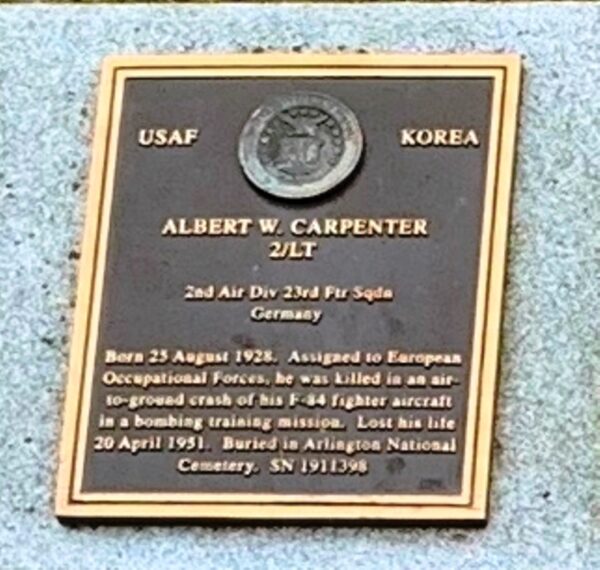 USAF KOREA
ALBERT W. CARPENTER
2/LT
2nd Air Div 23rd Ftr Sqdn
Germany
Born 25 August 1928. Assigned to European
Occupational Forces, he was killed in an air-
to-ground crash of his F-84 fighter aircraft
in a bombing training mission. Lost his life
20 April 1951. Buried in Arlington National
Cemetery. SN 1911398